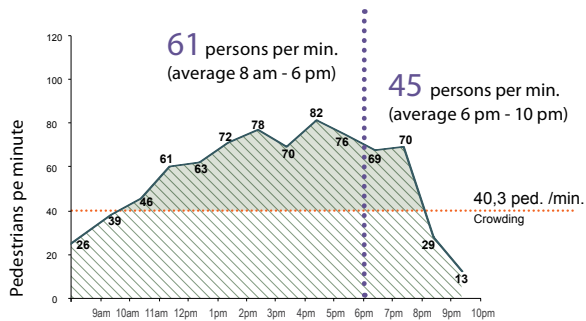 61 persons per min.
(average 8 am - 6 pm)
45 persons per min.
(average 6 pm - 10 pm)
Pedestrians pe minute
120
100
80
60
40
20
0
26
39
46
61
63
72
78
70
82
76
69
70
29
13
40,3 ped. /min.
Crowding
9am 10am 11am 12am 1pm 2pm 3pm 4pm 5pm 6pm 7pm 8pm 9pm 10pm